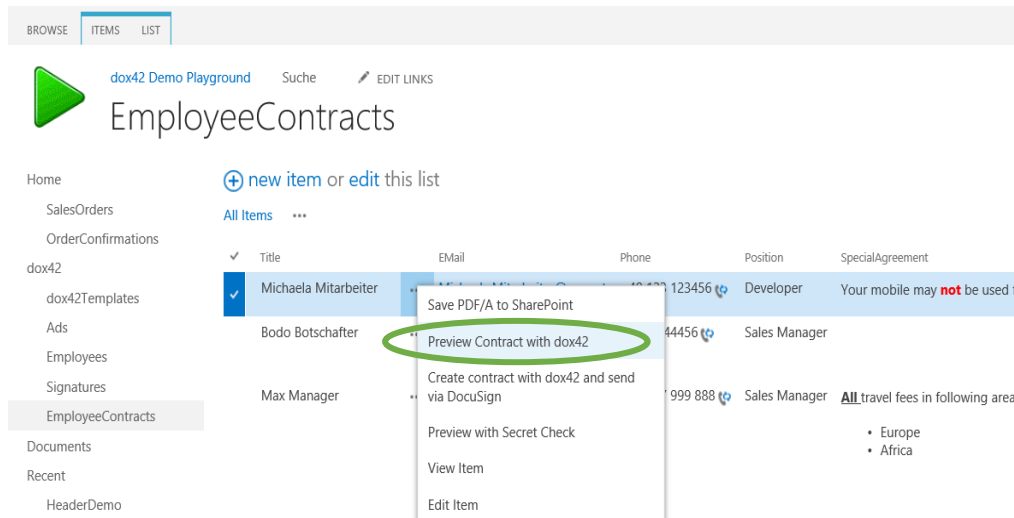 BROWSE ITEMS LIST
dox42 Demo Playground Suche EDIT LINKS
EmployeeContracts
Home
SalesOrders
OrderConfirmations
dox42
dox42Templates
Ads
Employees
Signatures
EmployeeContracts
Documents
Recent
HeaderDemo
new item or edit this list
All Items •••
Title EMail Phone Position SpecialAgreement
Michaela Mitarbeiter 123456 Developer Your mobile may not be used
Bodo Botschafter 44456 Sales Manager
Max Manager 999 888 Sales Manager All travel fees in following area
• Europe
• Africa
Save PDF/A to SharePoint
Preview Contract with dox42
Create contract with dox42 and send
via DocuSign
Preview with Secret Check
View Item
Edit Item